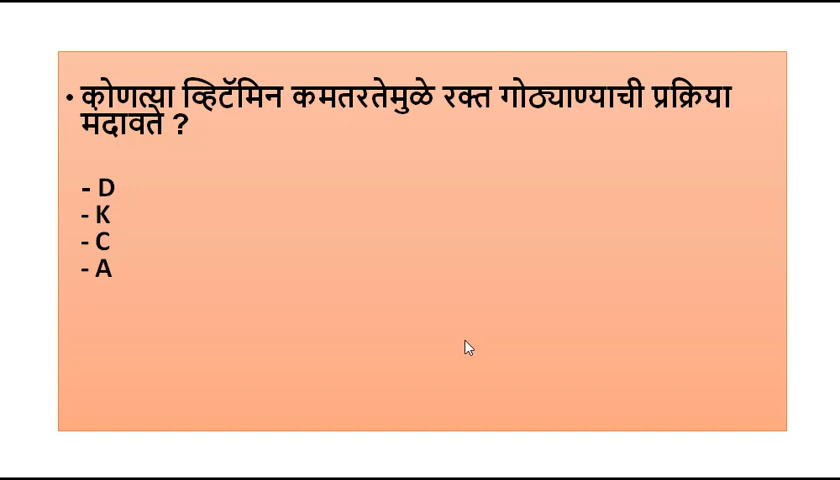 • कोणत्या व्हिटॅमिन कमतरतेमुळे रक्त गोठ्याण्याची प्रक्रिया
मंदावते ?
- D
- K
- C
- A